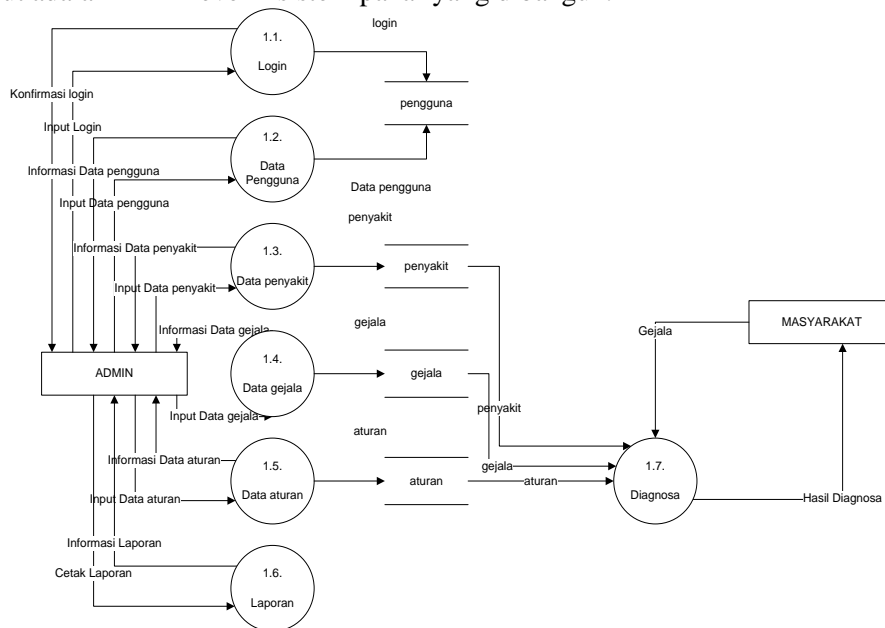 login
1.1.
Login
Konfirmasi login
pengguna
Input Login
1.2.
Data
Pengguna
Informasi Data pengguna
Data pengguna
Input Data pengguna
penyakit
1.3.
Data penyakit
Informasi Data penyakit
penyakit
Input Data penyakit
gejala
Informasi Data gejala
MASYARAKAT
Gejala
1.4.
Data gejala
ADMIN
gejala
penyakit
Input Data gejala
aturan
1.5.
Data aturan
Informasi Data aturan
gejala
1.7.
Diagnosa
aturan
aturan
Input Data aturan
Hasil Diagnosa
Informasi Laporan
1.6.
Laporan
Cetak Laporan